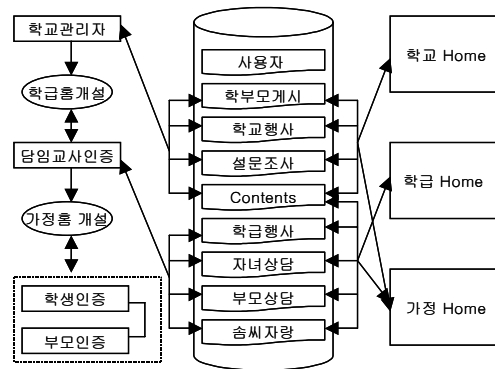 학교관리자
학급홈개설
담임교사인증
가정홈 개설
학생인증
부모인증
사용자
학부모게시
학교행사
설문조사
Contents
학급행사
자녀상담
부모상담
솜씨자랑
학교 Home
학급 Home
가정 Home